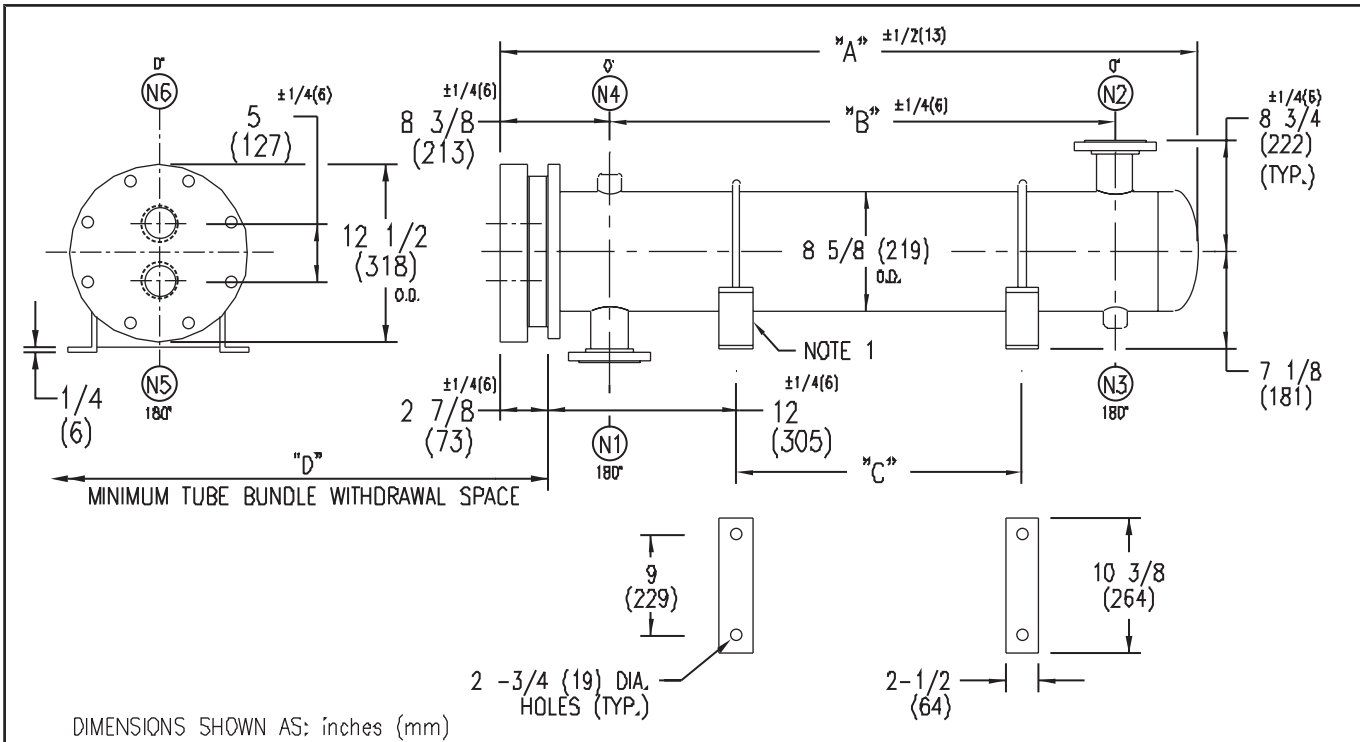 "A" ±1/2(13)
0°
N6
5
±1/4(6)
(127)
12 1/2
(318)
O.D.
1/4
(6)
N5
180°
±1/4(6)
8 3/8
(213)
0°
N4
"B" ±1/4(6)
0°
N2
±1/4(6)
8 3/4
(222)
(TYP.)
8 5/8 (219)
O.D.
NOTE 1
±1/4(6)
2 7/8
(73)
N1
180°
±1/4(6)
12
(305)
"C"
N3
180°
7 1/8
(181)
"D"
MINIMUM TUBE BUNDLE WITHDRAWAL SPACE
9
(229)
10 3/8
(264)
2 -3/4 (19) DIA.
HOLES (TYP.)
2-1/2
(64)
DIMENSIONS SHOWN AS: inches (mm)